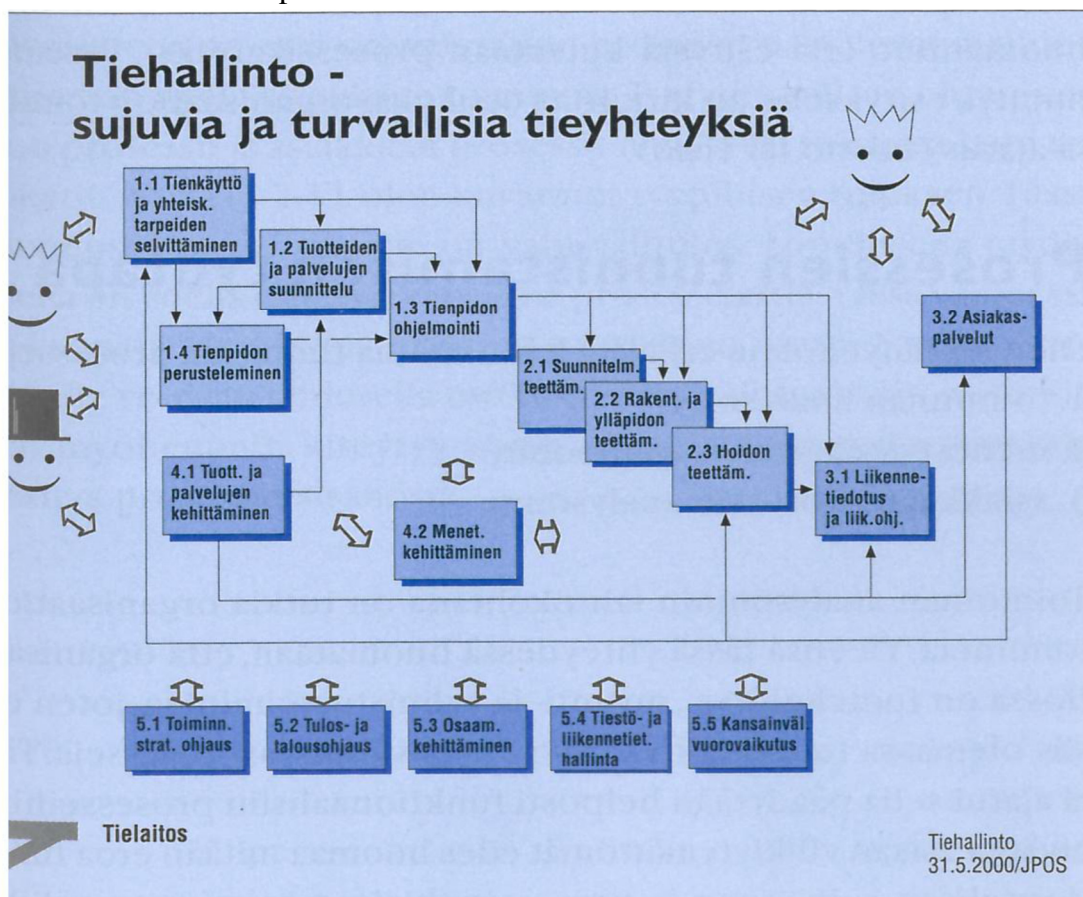 Tiehallinto -
sujuvia ja turvallisia tieyhteyksiä
1.1 Tienkäyttö
ja yhteisk.
tarpeiden
selvittäminen
1.2 Tuotteiden
ja palvelujen
suunnittelu
1.3 Tienpidon
ohjelmointi
1.4 Tienpidon
perusteleminen
2.1 Suunnitelm.
teettäm.
2.2 Rakent. ja
ylläpidon
teettäm.
2.3 Hoidon
teettäm.
3.1 Liikenne-
tiedotus
ja liik.ohj.
3.2 Asiakas-
palvelut
4.1 Tuott. ja
palvelujen
kehittäminen
4.2 Menet.
kehittäminen
5.1 Toiminn.
strat. ohjaus
5.2 Tulos- ja
talousohjaus
5.3 Osaam.
kehittäminen
5.4 Tiestö- ja
liikennetiet.
hallinta
5.5 Kansainväl
vuorovaikutus
Tielaitos
Tiehallinto
31.5.2000/JPOS